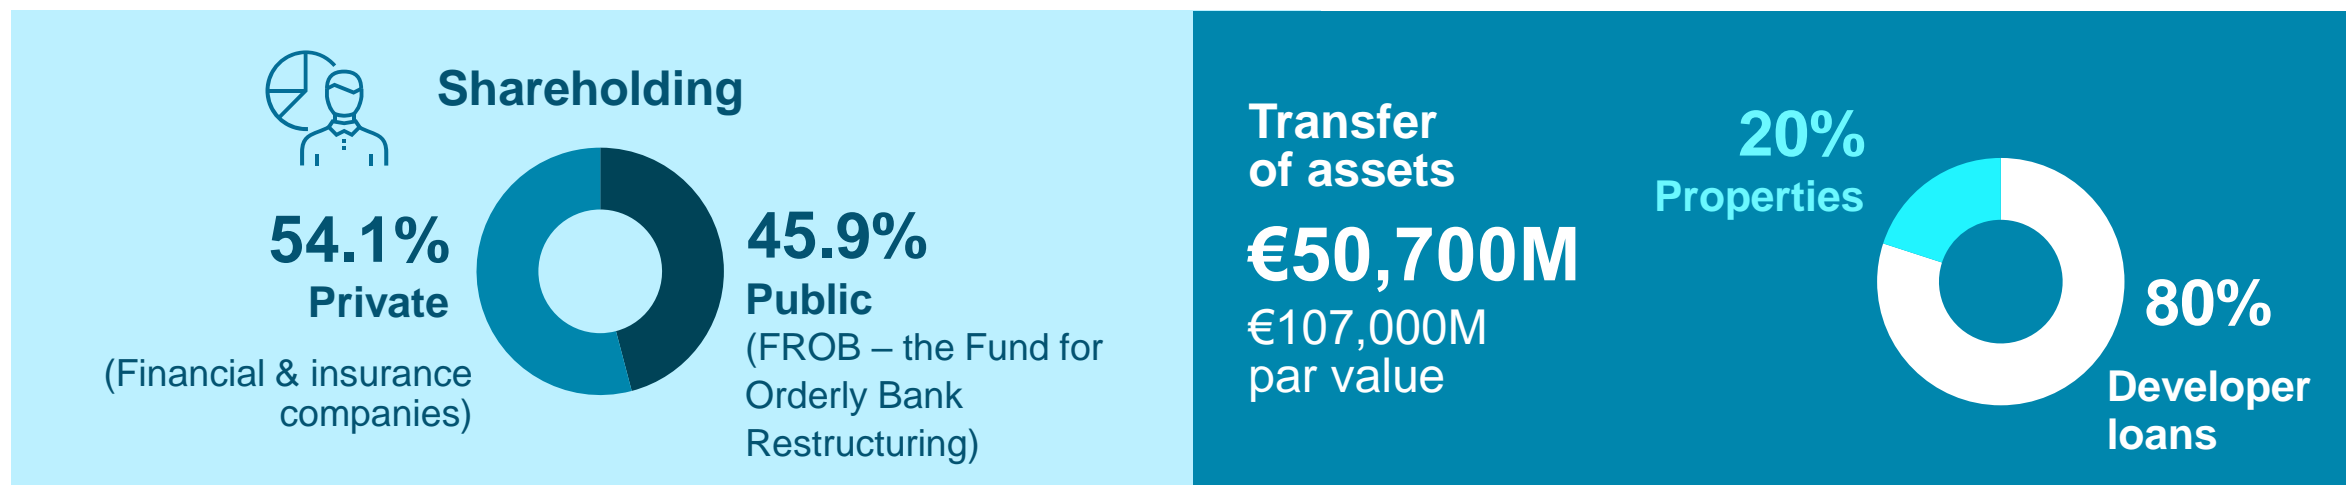 Shareholding
54.1%
Private
(Financial & insurance
companies)
45.9%
Public
(FROB – the Fund for
Orderly Bank
Restructuring)
Transfer
of assets
€50,700M
€107,000M
par value
20%
Properties
80%
Developer
loans